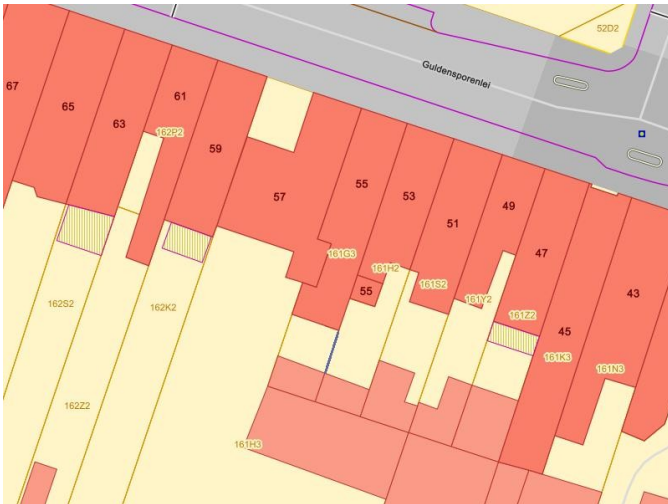 52D2
Guldensporenlei
67
65
63
61
162P2
59
57
55
53
51
49
47
45
43
161G3
161H2
55
161S2
161Y2
161Z2
161K3
161N3
162S2
162K2
162Z2
161H3